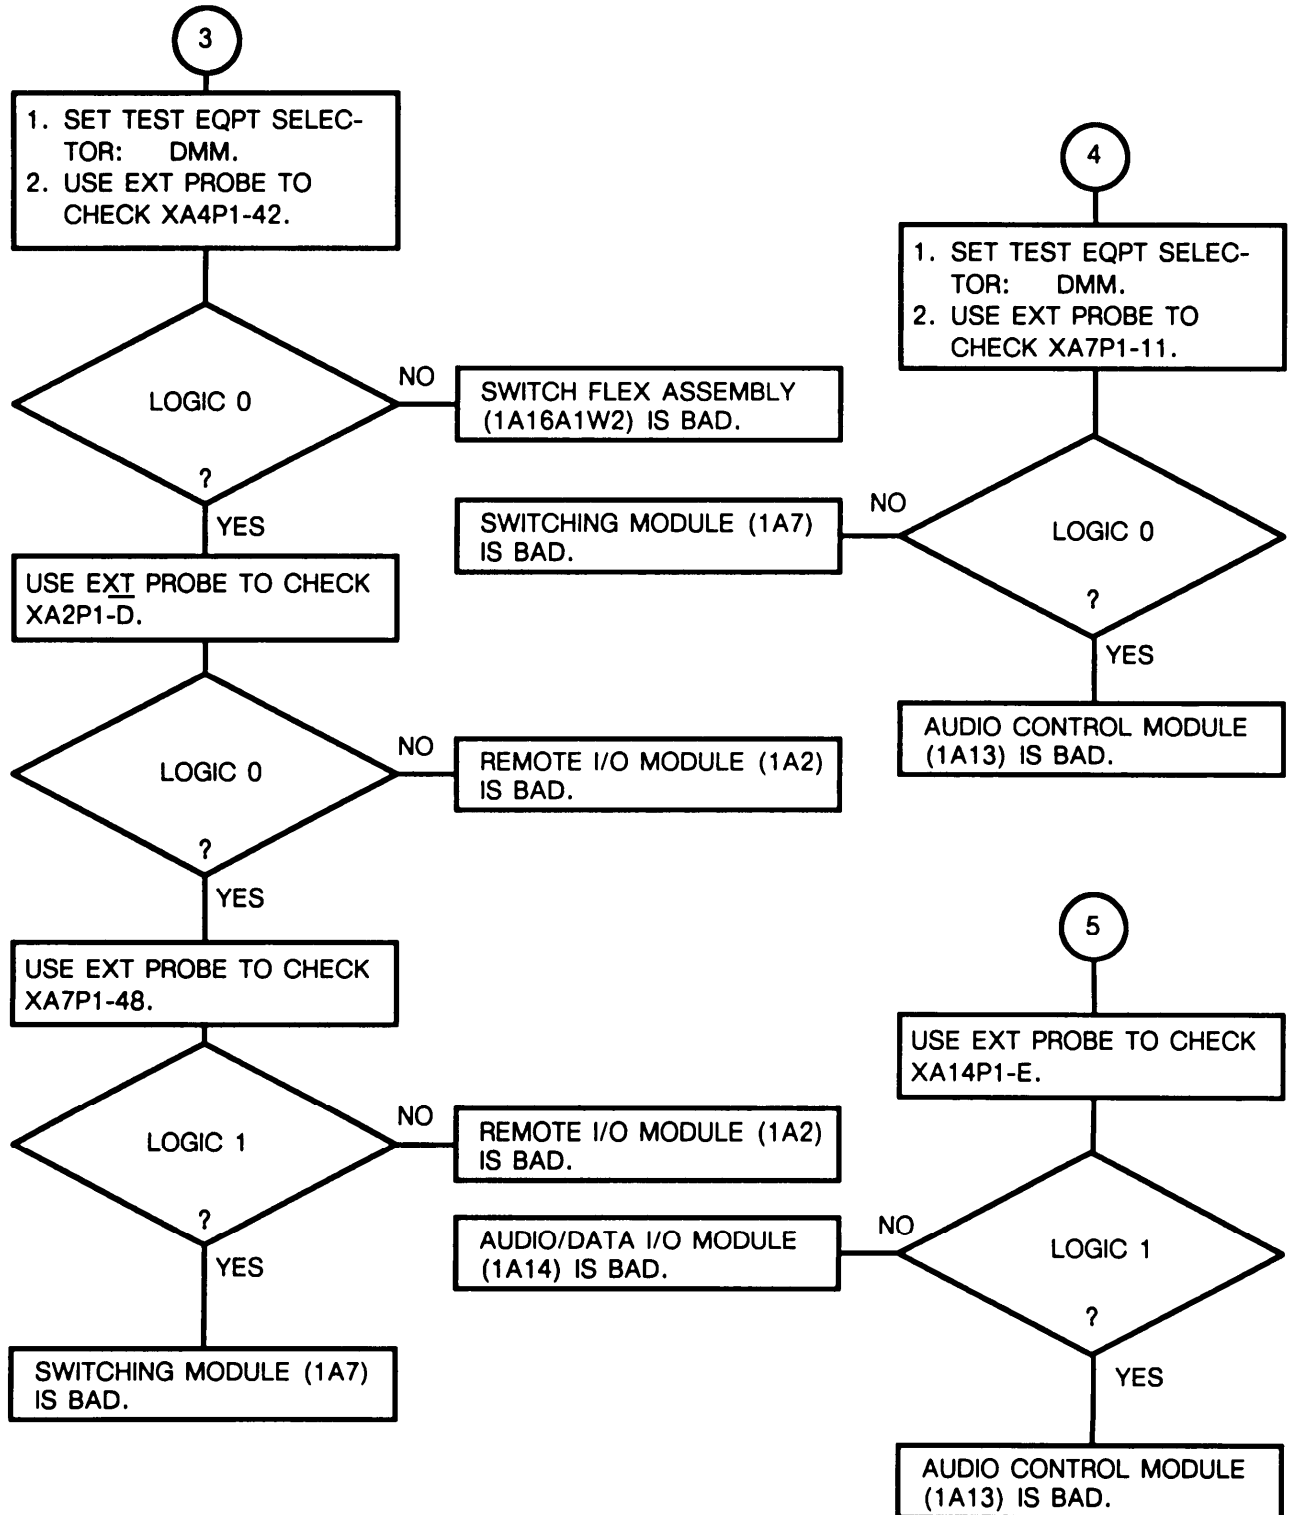 3
1. SET TEST EQPT SELEC-
TOR: DMM.
2. USE EXT PROBE TO
CHECK XA4P1-42.
LOGIC 0
?
NO
SWITCH FLEX ASSEMBLY
(1A16A1W2) IS BAD.
YES
USE EXT PROBE TO CHECK
XA2P1-D.
LOGIC 0
?
NO
REMOTE I/O MODULE (1A2)
IS BAD.
YES
USE EXT PROBE TO CHECK
XA7P1-48.
LOGIC 1
?
NO
REMOTE I/O MODULE (1A2)
IS BAD.
YES
SWITCHING MODULE (1A7)
IS BAD.
4
1. SET TEST EQPT SELEC-
TOR: DMM.
2. USE EXT PROBE TO
CHECK XA7P1-11.
LOGIC 0
?
NO
SWITCHING MODULE (1A7)
IS BAD.
YES
AUDIO CONTROL MODULE
(1A13) IS BAD.
5
USE EXT PROBE TO CHECK
XA14P1-E.
LOGIC 1
?
NO
AUDIO/DATA I/O MODULE
(1A14) IS BAD.
YES
AUDIO CONTROL MODULE
(1A13) IS BAD.